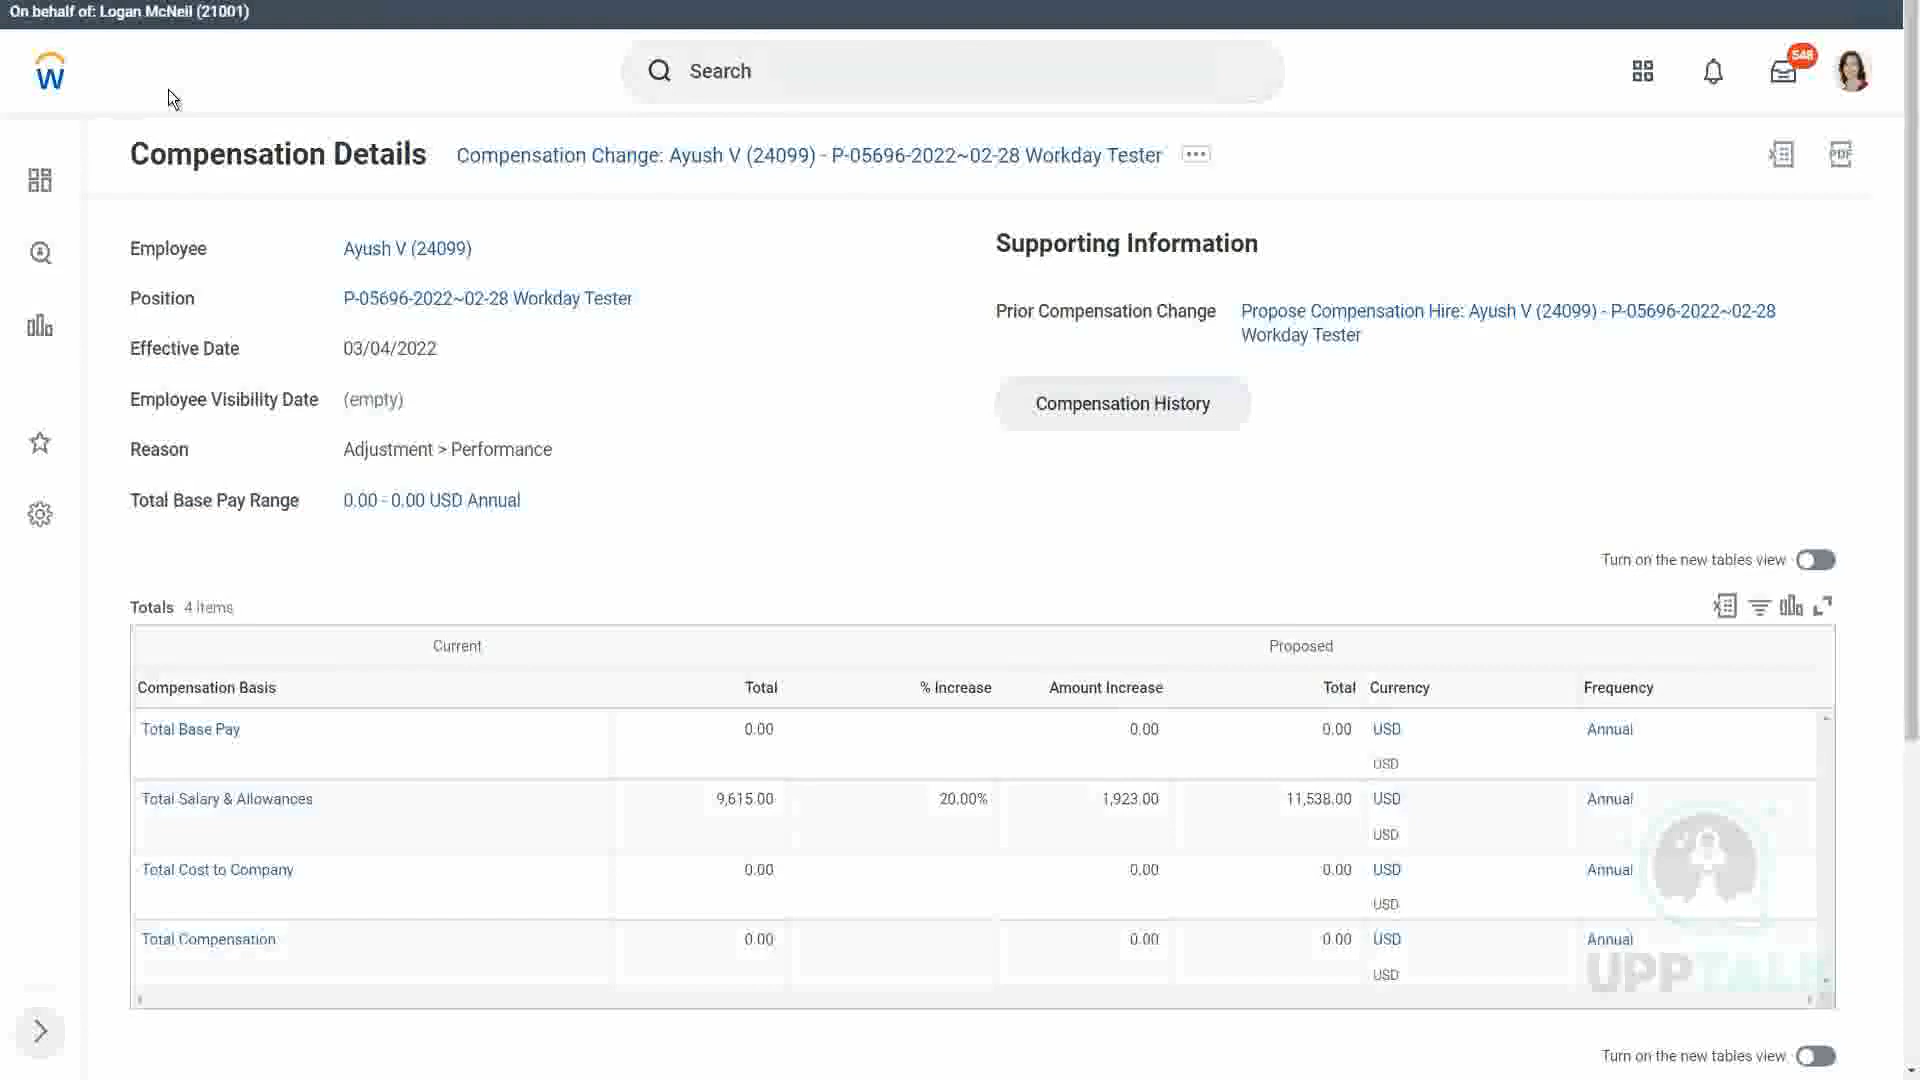 On behalf of: Logan McNeil (21001)
W
Search
548
Compensation Details
Compensation Change: Ayush V (24099) - P-05696-2022~02-28 Workday Tester
PDF
Employee
Ayush V (24099)
Position
P-05696-2022~02-28 Workday Tester
Effective Date
03/04/2022
Employee Visibility Date
(empty)
Reason
Adjustment > Performance
Total Base Pay Range
0.00 - 0.00 USD Annual
Supporting Information
Prior Compensation Change
Propose Compensation Hire: Ayush V (24099) - P-05696-2022~02-28
Workday Tester
Compensation History
Turn on the new tables view
Totals 4 items
Current Proposed
Compensation Basis Total % Increase Amount Increase Total Currency Frequency
Total Base Pay 0.00 0.00 0.00 USD Annual
USD
Total Salary & Allowances 9,615.00 20.00% 1,923.00 11,538.00 USD Annual
USD
Total Cost to Company 0.00 0.00 0.00 USD Annual
USD
Total Compensation 0.00 0.00 0.00 USD Annual
USD
UPPTALK
Turn on the new tables view